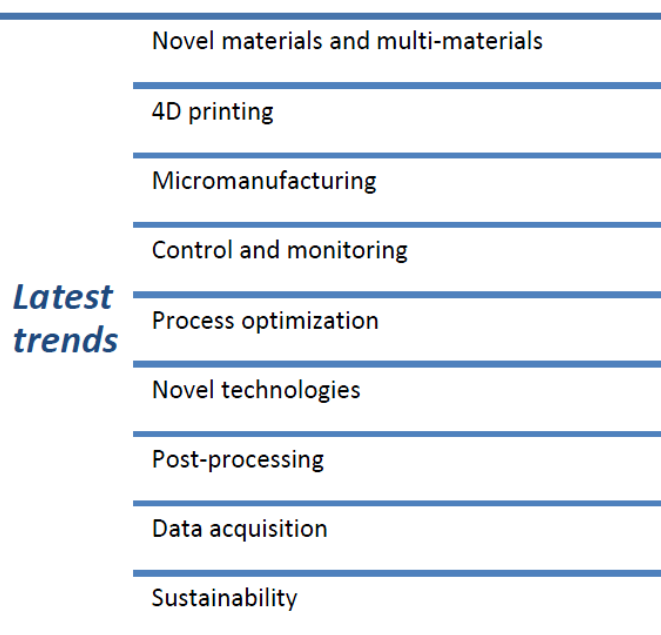 Novel materials and multi-materials
4D printing
Micromanufacturing
Control and monitoring
Latest
trends
Process optimization
Novel technologies
Post-processing
Data acquisition
Sustainability